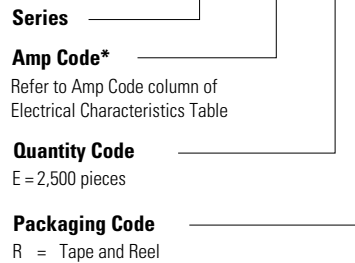 Series
Amp Code*
Refer to Amp Code column of
Electrical Characteristics Table
Quantity Code
E = 2,500 pieces
Packaging Code
R = Tape and Reel